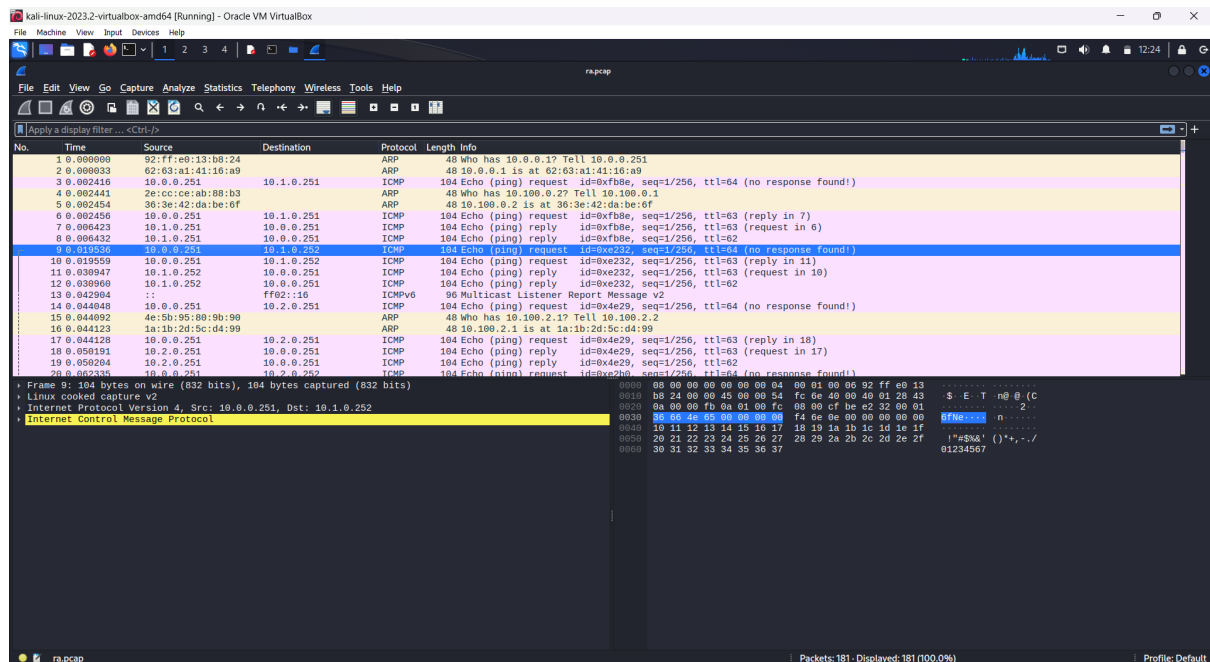 kali-linux-2023.2-virtualbox-amd64 [Running] - Oracle VM VirtualBox
File Machine View Input Devices Help
1 2 3 4 12:24
ra.pcap
File Edit View Go Capture Analyze Statistics Telephony Wireless Tools Help
Apply a display filter ... <Ctrl-/>
No. Time Source Destination Protocol Length Info
1 0.000000 92:ff:e0:13:b8:24 ARP 48 Who has 10.0.0.1? Tell 10.0.0.251
2 0.000033 62:63:a1:41:16:a9 ARP 48 10.0.0.1 is at 62:63:a1:41:16:a9
3 0.002416 10.0.0.251 10.1.0.251 ICMP 104 Echo (ping) request id=0xfb8e, seq=1/256, ttl=64 (no response found!)
4 0.002441 2e:cc:ce:ab:88:b3 ARP 48 Who has 10.100.0.2? Tell 10.100.0.1
5 0.002454 36:3e:42:da:be:6f ARP 48 10.100.0.2 is at 36:3e:42:da:be:6f
6 0.002456 10.0.0.251 10.1.0.251 ICMP 104 Echo (ping) request id=0xfb8e, seq=1/256, ttl=63 (reply in 7)
7 0.006423 10.1.0.251 10.0.0.251 ICMP 104 Echo (ping) reply id=0xfb8e, seq=1/256, ttl=63 (request in 6)
8 0.006432 10.1.0.251 10.0.0.251 ICMP 104 Echo (ping) reply id=0xfb8e, seq=1/256, ttl=62
9 0.019536 10.0.0.251 10.1.0.252 ICMP 104 Echo (ping) request id=0xe232, seq=1/256, ttl=64 (no response found!)
10 0.019559 10.0.0.251 10.1.0.252 ICMP 104 Echo (ping) request id=0xe232, seq=1/256, ttl=63 (reply in 11)
11 0.030947 10.1.0.252 10.0.0.251 ICMP 104 Echo (ping) reply id=0xe232, seq=1/256, ttl=63 (request in 10)
12 0.030960 10.1.0.252 10.0.0.251 ICMP 104 Echo (ping) reply id=0xe232, seq=1/256, ttl=62
13 0.042904 :: ff02::16 ICMPv6 96 Multicast Listener Report Message v2
14 0.044048 10.0.0.251 10.2.0.251 ICMP 104 Echo (ping) request id=0x4e29, seq=1/256, ttl=64 (no response found!)
15 0.044092 4e:5b:95:80:9b:90 ARP 48 Who has 10.100.2.1? Tell 10.100.2.2
16 0.044123 1a:1b:2d:5c:d4:99 ARP 48 10.100.2.1 is at 1a:1b:2d:5c:d4:99
17 0.044128 10.0.0.251 10.2.0.251 ICMP 104 Echo (ping) request id=0x4e29, seq=1/256, ttl=63 (reply in 18)
18 0.050191 10.2.0.251 10.0.0.251 ICMP 104 Echo (ping) reply id=0x4e29, seq=1/256, ttl=63 (request in 17)
19 0.050204 10.2.0.251 10.0.0.251 ICMP 104 Echo (ping) reply id=0x4e29, seq=1/256, ttl=62
20 0.062335 10.0.0.251 10.2.0.252 ICMP 104 Echo (ping) request id=0xe2b0, seq=1/256, ttl=64 (no response found!)
Frame 9: 104 bytes on wire (832 bits), 104 bytes captured (832 bits)
Linux cooked capture v2
Internet Protocol Version 4, Src: 10.0.0.251, Dst: 10.1.0.252
Internet Control Message Protocol
0000 08 00 00 00 00 00 00 04 00 01 00 06 92 ff e0 13 ········ ········
0010 b8 24 00 00 45 00 00 54 fc 6e 40 00 40 01 28 43 ·$··E··T ·n@·@·(C
0020 0a 00 00 fb 0a 01 00 fc 08 00 cf be e2 32 00 01 ········ ·····2··
0030 36 66 4e 65 00 00 00 00 f4 6e 0e 00 00 00 00 00 6fNe···· ·n······
0040 10 11 12 13 14 15 16 17 18 19 1a 1b 1c 1d 1e 1f ········ ········
0050 20 21 22 23 24 25 26 27 28 29 2a 2b 2c 2d 2e 2f !"#$%&' ()*+,-./
0060 30 31 32 33 34 35 36 37 01234567
ra.pcap
Packets: 181 · Displayed: 181 (100.0%)
Profile: Default